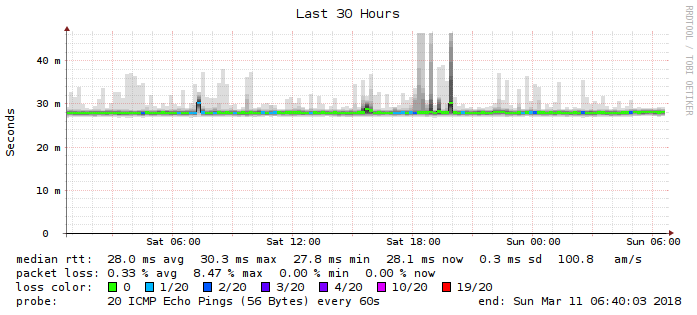 Last 30 Hours
RRDTOOL / TOBI OETIKER
Seconds
40 m
30 m
20 m
10 m
0
Sat 06:00 Sat 12:00 Sat 18:00 Sun 00:00 Sun 06:00
median rtt: 28.0 ms avg 30.3 ms max 27.8 ms min 28.1 ms now 0.3 ms sd 100.8 am/s
packet loss: 0.33 % avg 8.47 % max 0.00 % min 0.00 % now
loss color: 0 1/20 2/20 3/20 4/20 10/20 19/20
probe: 20 ICMP Echo Pings (56 Bytes) every 60s end: Sun Mar 11 06:40:03 2018